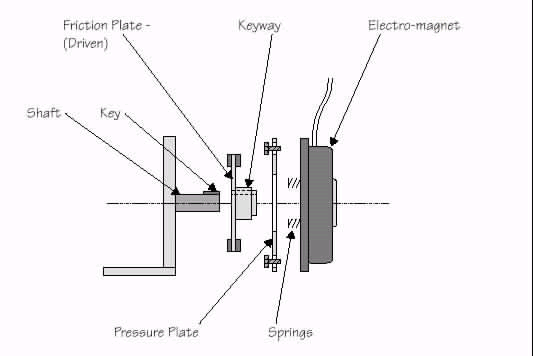 Friction Plate -
(Driven)
Keyway
Electro-magnet
Shaft
Key
Pressure Plate
Springs